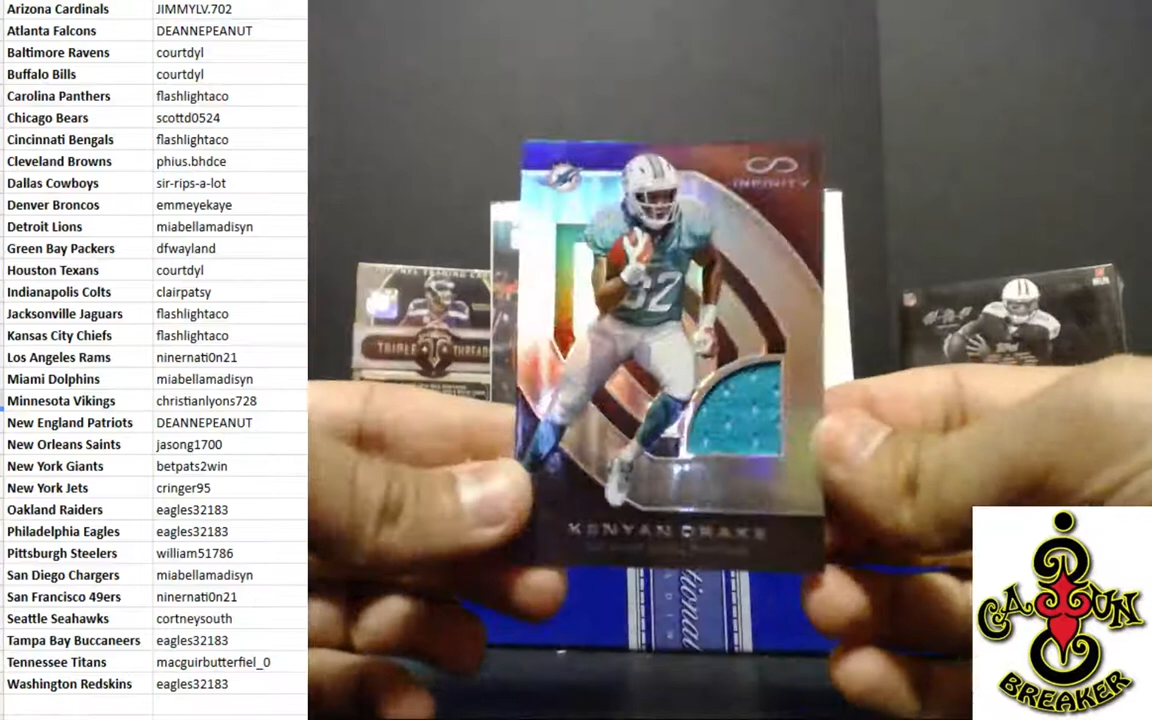 Arizona Cardinals JIMMYLV.702
Atlanta Falcons DEANNEPEANUT
Baltimore Ravens courtdyl
Buffalo Bills courtdyl
Carolina Panthers flashlightaco
Chicago Bears scottd0524
Cincinnati Bengals flashlightaco
Cleveland Browns phius.bhdce
Dallas Cowboys sir-rips-a-lot
Denver Broncos emmeyekaye
Detroit Lions miabellamadisyn
Green Bay Packers dfwayland
Houston Texans courtdyl
Indianapolis Colts clairpatsy
Jacksonville Jaguars flashlightaco
Kansas City Chiefs flashlightaco
Los Angeles Rams ninernati0n21
Miami Dolphins miabellamadisyn
Minnesota Vikings christianlyons728
New England Patriots DEANNEPEANUT
New Orleans Saints jasong1700
New York Giants betpats2win
New York Jets cringer95
Oakland Raiders eagles32183
Philadelphia Eagles eagles32183
Pittsburgh Steelers william51786
San Diego Chargers miabellamadisyn
San Francisco 49ers ninernati0n21
Seattle Seahawks cortneysouth
Tampa Bay Buccaneers eagles32183
Tennessee Titans macguirbutterfiel_0
Washington Redskins eagles32183
INFINITY
32
KENYAN DRAKE
TRIPLE THREADS
CAJUN
BREAKER